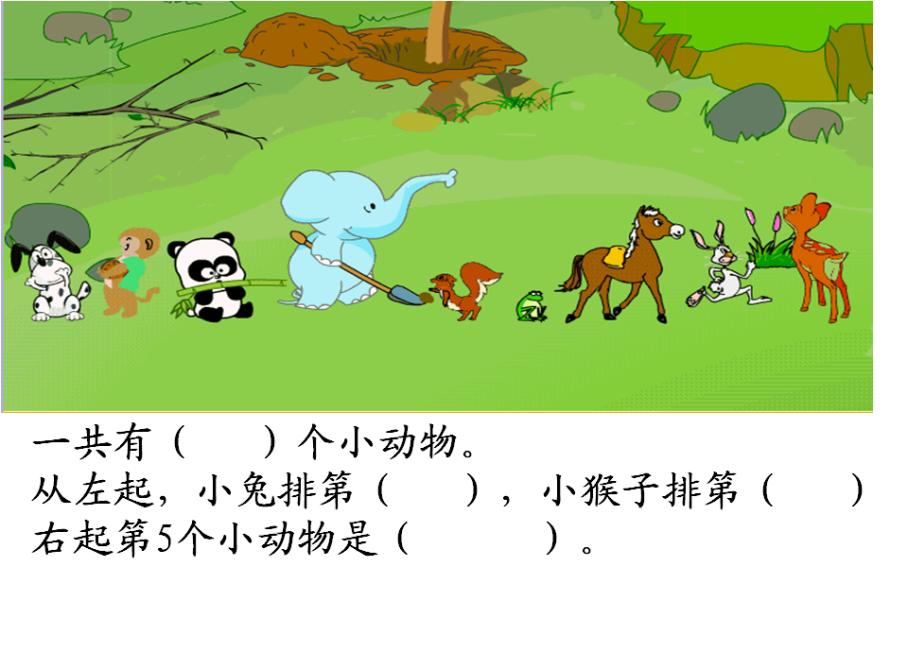 一共有（    ）个小动物。
从左起，小兔排第（    ），小猴子排第（    ）
右起第5个小动物是（       ）。